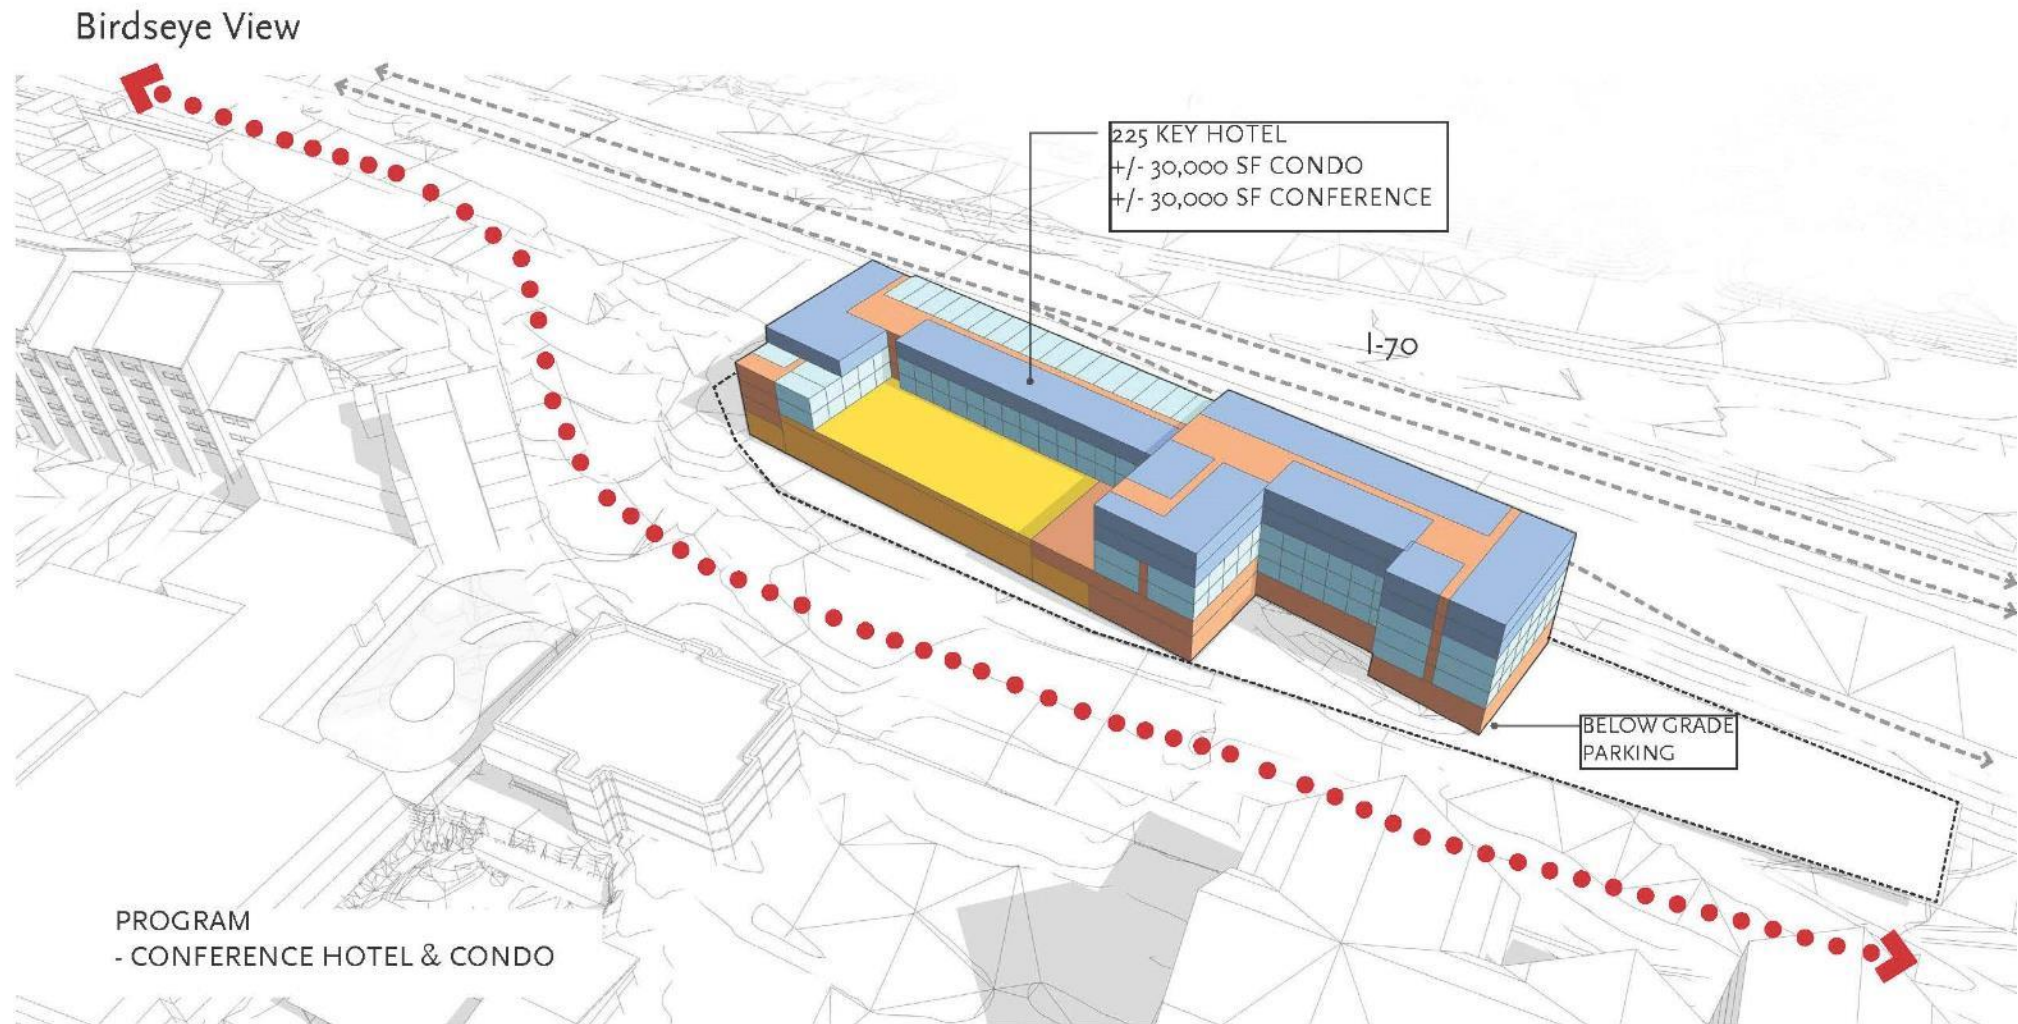 Birdseye View
225 KEY HOTEL
+/- 30,000 SF CONDO
+/- 30,000 SF CONFERENCE
I-70
BELOW GRADE
PARKING
PROGRAM
- CONFERENCE HOTEL & CONDO